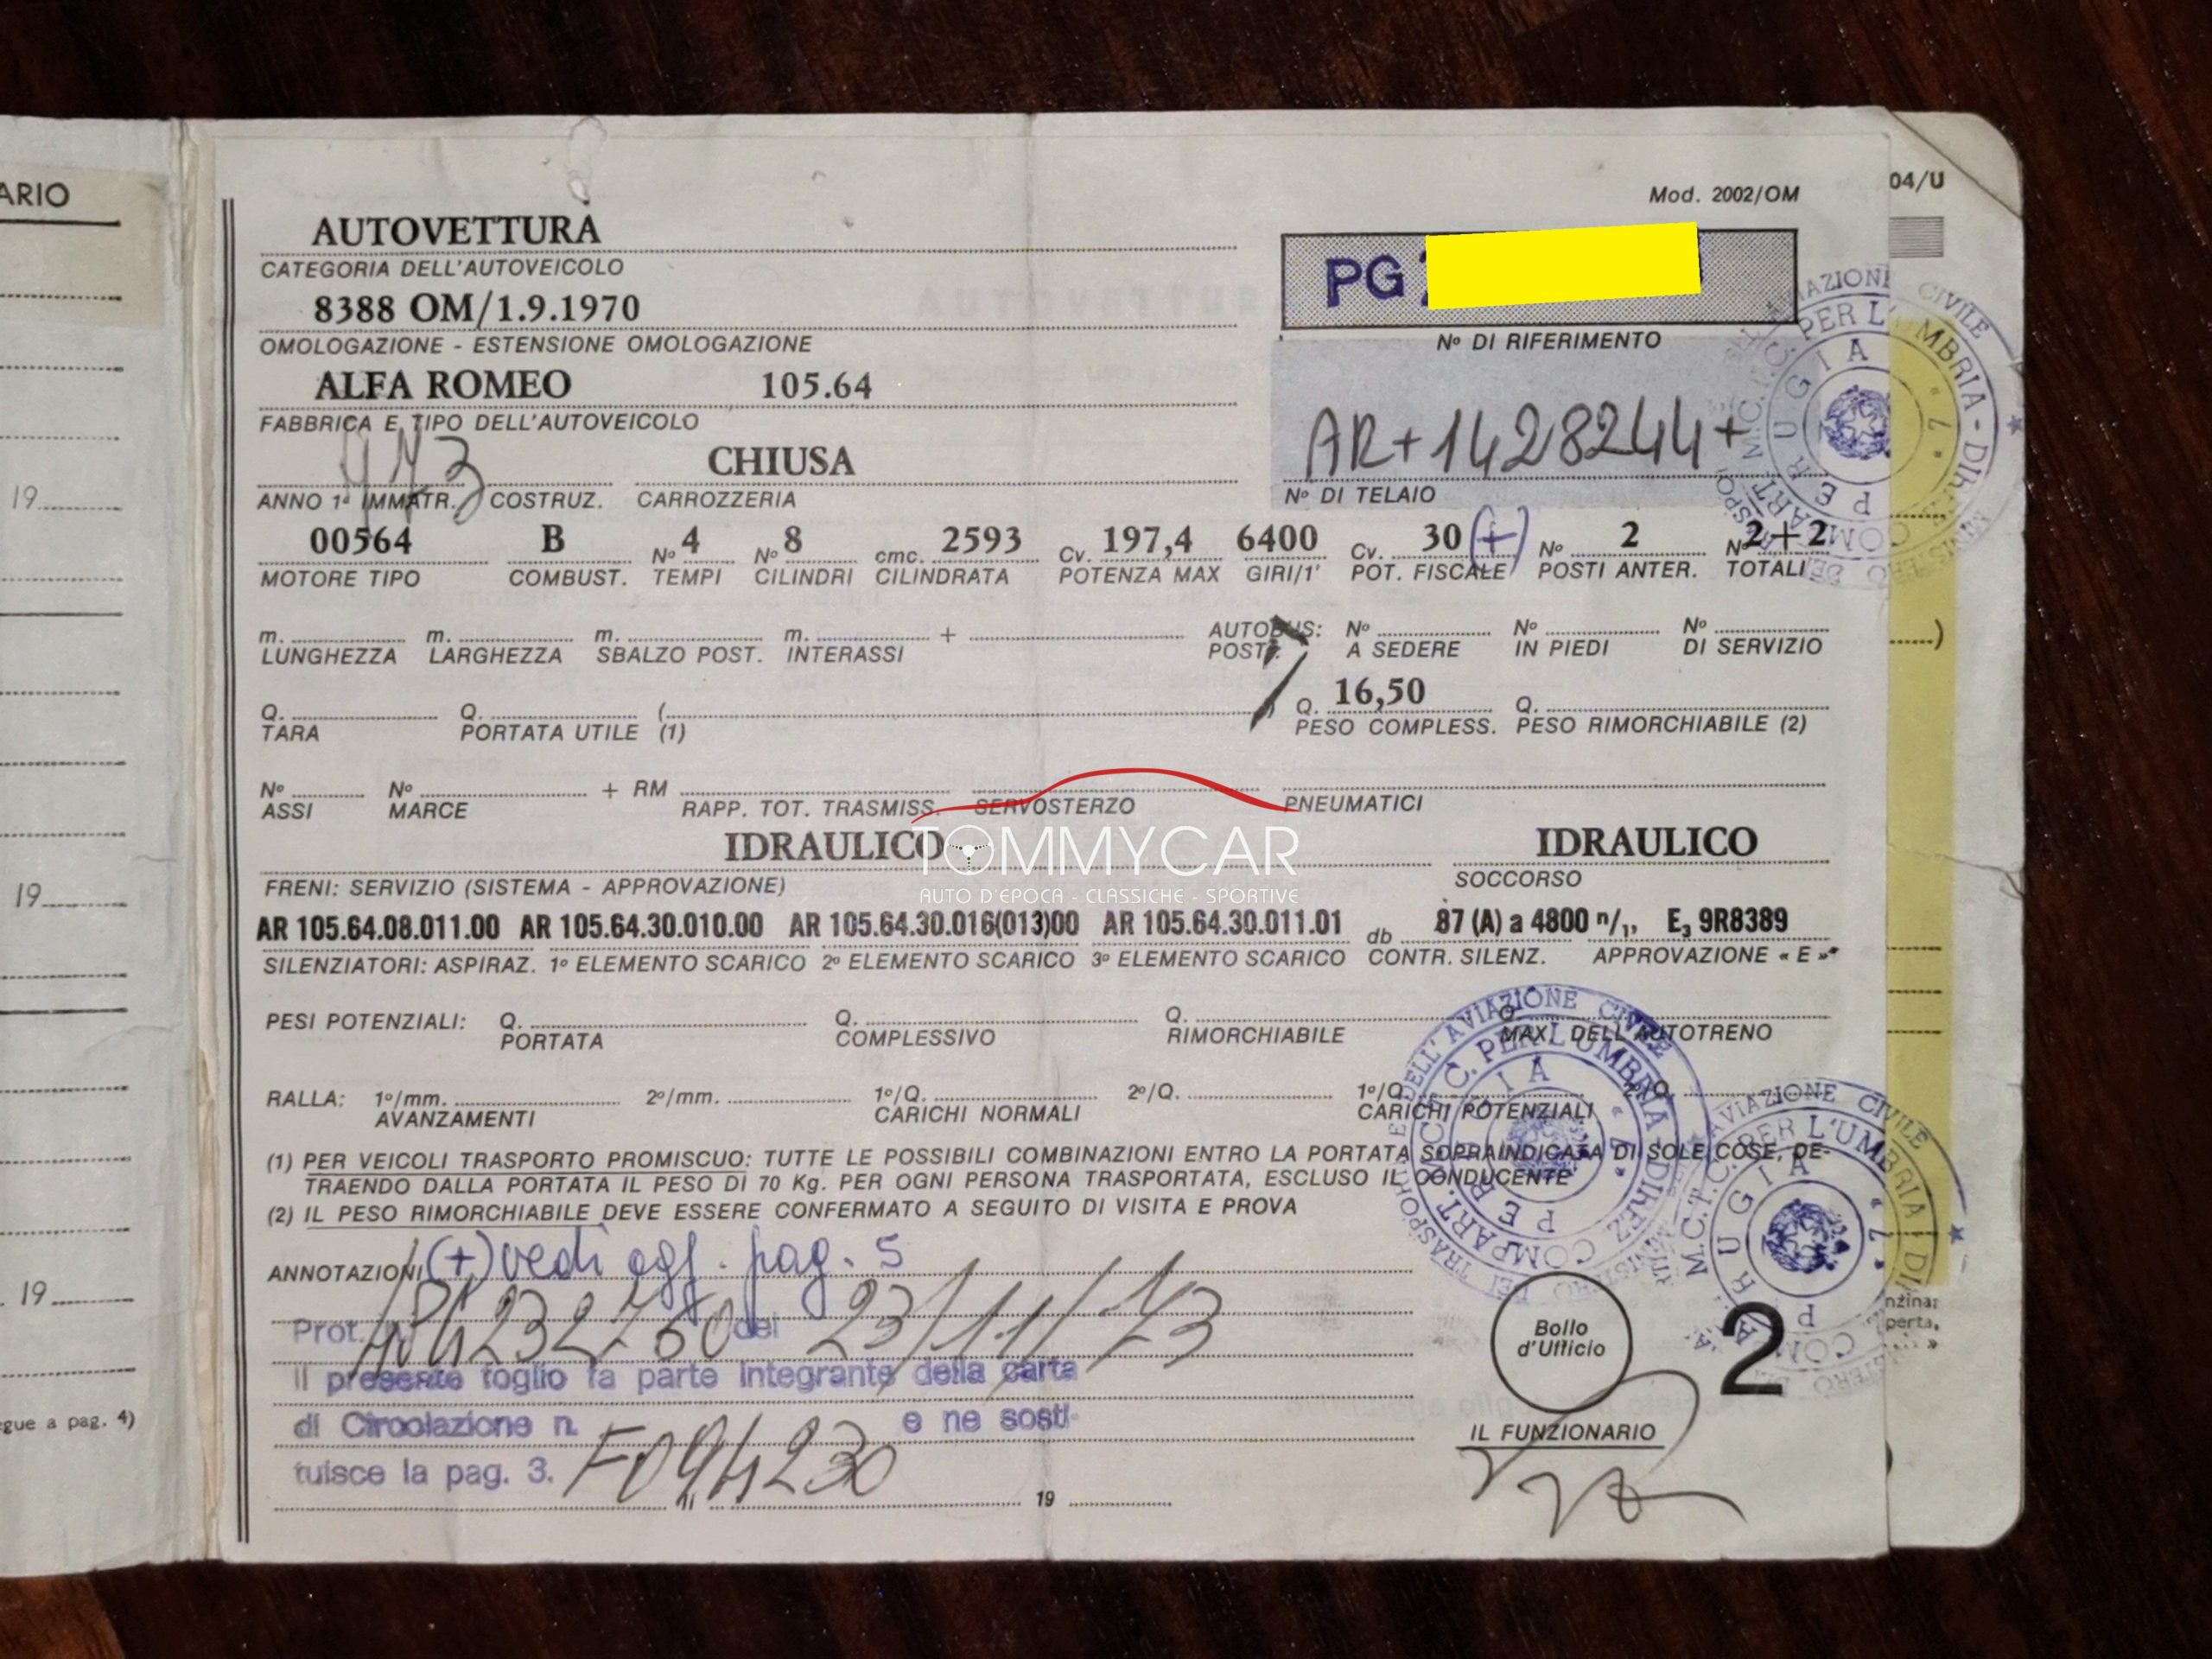 ARIO
Mod. 2002/OM
04/U
AUTOVETTURA
CATEGORIA DELL'AUTOVEICOLO
PG
8388 OM/1.9.1970
OMOLOGAZIONE - ESTENSIONE OMOLOGAZIONE
Nº DI RIFERIMENTO
ALFA ROMEO 105.64
FABBRICA E TIPO DELL'AUTOVEICOLO
AR+1428244+
Nº DI TELAIO
CHIUSA
ANNO 1ª IMMATR. COSTRUZ. CARROZZERIA
19
00564 B Nº 4 Nº 8 cmc. 2593 Cv. 197,4 6400 Cv. 30 (+) Nº 2 Nº 2+2
MOTORE TIPO COMBUST. TEMPI CILINDRI CILINDRATA POTENZA MAX GIRI/1' POT. FISCALE POSTI ANTER. TOTALI
m. m. m. m. + AUTOBUS: Nº Nº Nº
LUNGHEZZA LARGHEZZA SBALZO POST. INTERASSI POSTI. A SEDERE IN PIEDI DI SERVIZIO
Q. Q. ( ) Q. 16,50 Q.
TARA PORTATA UTILE (1) PESO COMPLESS. PESO RIMORCHIABILE (2)
Nº Nº + RM
ASSI MARCE RAPP. TOT. TRASMISS. SERVOSTERZO PNEUMATICI
IDRAULICO IDRAULICO
TOMMYCAR
AUTO D'EPOCA - CLASSICHE - SPORTIVE
FRENI: SERVIZIO (SISTEMA - APPROVAZIONE) SOCCORSO
19
AR 105.64.08.011.00 AR 105.64.30.010.00 AR 105.64.30.016(013)00 AR 105.64.30.011.01 db 87 (A) a 4800 n/1, E3 9R8389
SILENZIATORI: ASPIRAZ. 1º ELEMENTO SCARICO 2º ELEMENTO SCARICO 3º ELEMENTO SCARICO CONTR. SILENZ. APPROVAZIONE « E »
PESI POTENZIALI: Q. Q. Q. Q.
PORTATA COMPLESSIVO RIMORCHIABILE MAX. DELL'AUTOTRENO
RALLA: 1º/mm. 2º/mm. 1º/Q. 2º/Q. 1º/Q. 2º/Q.
AVANZAMENTI CARICHI NORMALI CARICHI POTENZIALI
(1) PER VEICOLI TRASPORTO PROMISCUO: TUTTE LE POSSIBILI COMBINAZIONI ENTRO LA PORTATA SOPRAINDICATA DI SOLE COSE, DE-
TRAENDO DALLA PORTATA IL PESO DI 70 Kg. PER OGNI PERSONA TRASPORTATA, ESCLUSO IL CONDUCENTE
(2) IL PESO RIMORCHIABILE DEVE ESSERE CONFERMATO A SEGUITO DI VISITA E PROVA
ANNOTAZIONI (+) vedi agg. pag. 5
19
Prot. del 23/11/73
Il presente foglio fa parte integrante della carta
di Circolazione n. F094230 e ne sosti-
tuisce la pag. 3.
19
Bollo
d'Ufficio
2
IL FUNZIONARIO
gue a pag. 4)
PERUGIA
PERUGIA
PERUGIA